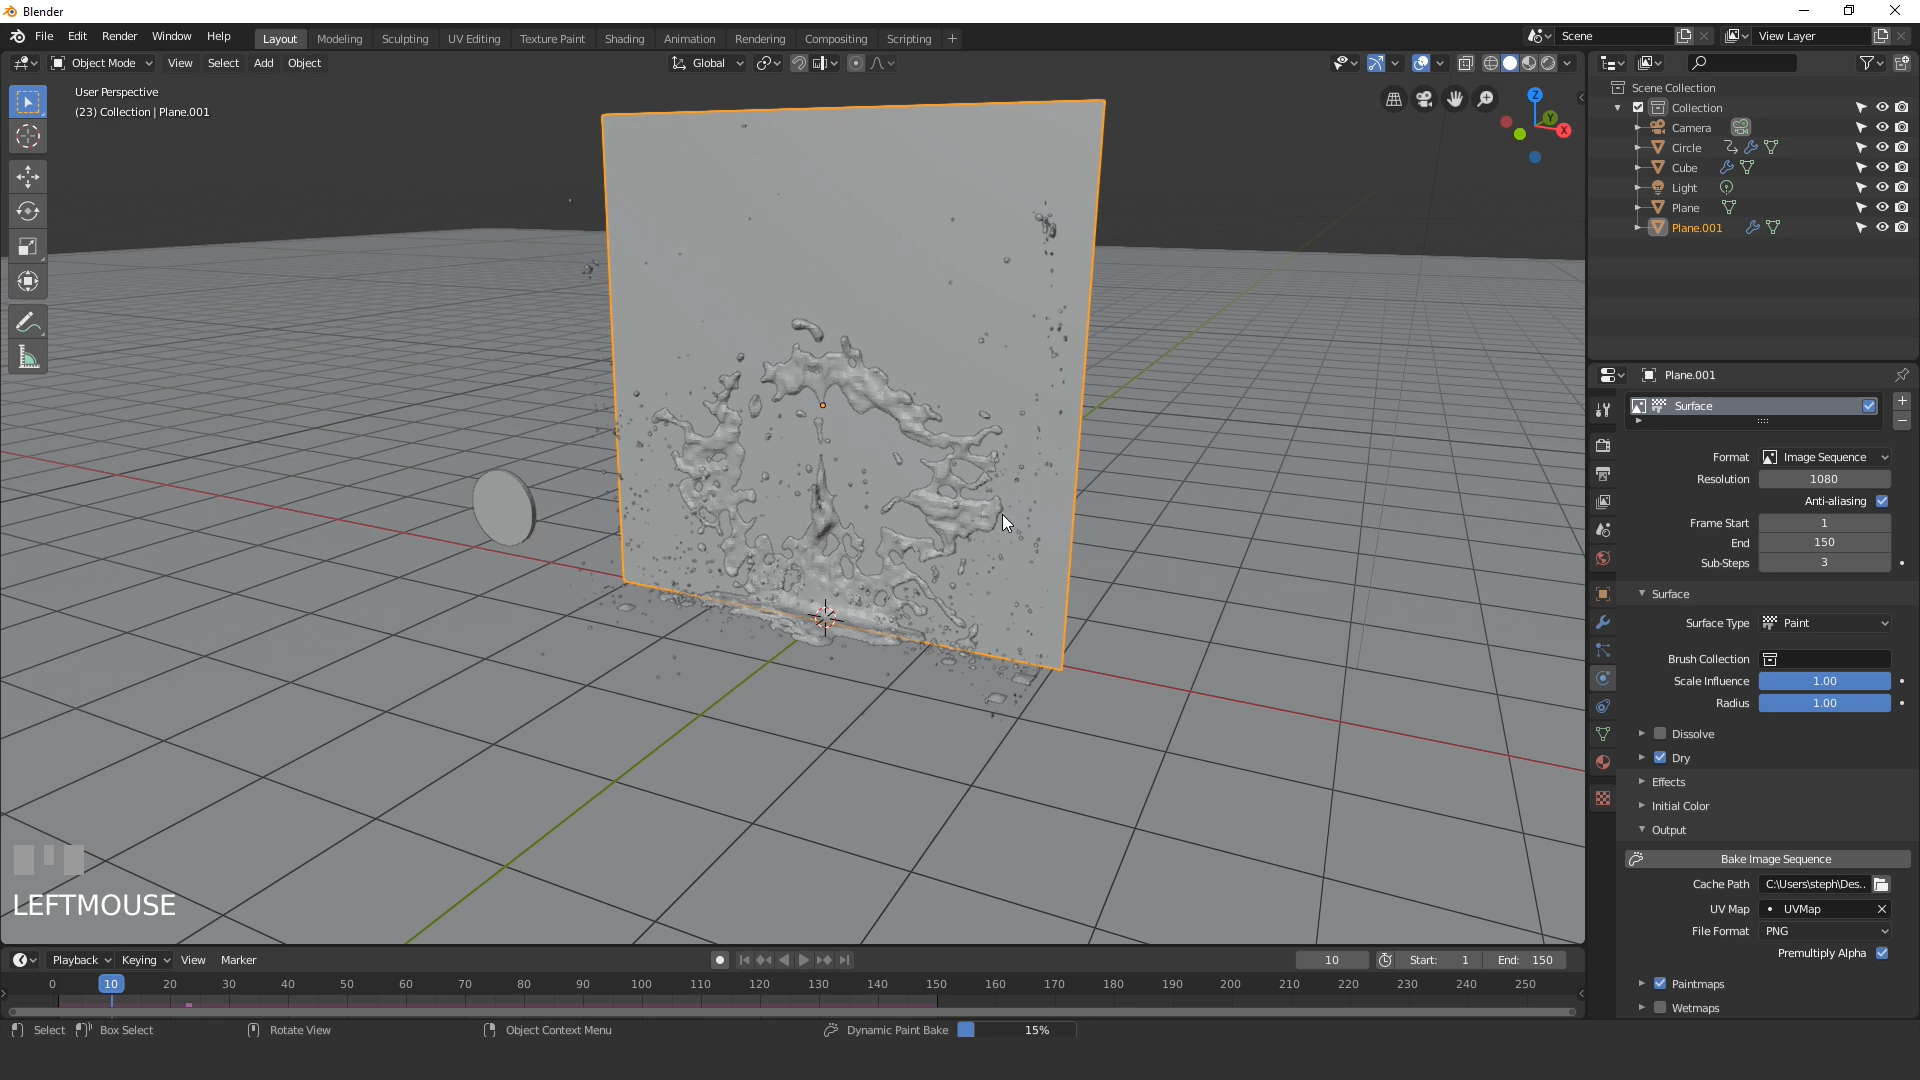 Blender
File Edit Render Window Help Layout Modeling Sculpting UV Editing Texture Paint Shading Animation Rendering Compositing Scripting + Scene View Layer
Object Mode View Select Add Object Global
User Perspective
(23) Collection | Plane.001
Z
Y
X
Scene Collection
Collection
Camera
Circle
Cube
Light
Plane
Plane.001
Plane.001
Surface
Format Image Sequence
Resolution 1080
Anti-aliasing
Frame Start 1
End 150
Sub-Steps 3
Surface
Surface Type Paint
Brush Collection
Scale Influence 1.00
Radius 1.00
Dissolve
Dry
Effects
Initial Color
Output
Bake Image Sequence
Cache Path C:\Users\steph\Des..
UV Map UVMap
File Format PNG
Premultiply Alpha
Paintmaps
Wetmaps
LEFTMOUSE
Playback Keying View Marker 10 Start: 1 End: 150
0 10 20 30 40 50 60 70 80 90 100 110 120 130 140 150 160 170 180 190 200 210 220 230 240 250
Select Box Select Rotate View Object Context Menu Dynamic Paint Bake 15%